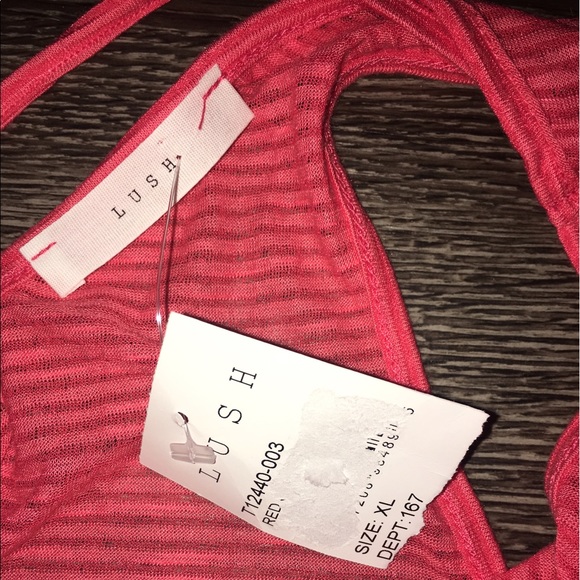 LUSH
LUSH
T12440-003
RED
SIZE: XL
DEPT: 167